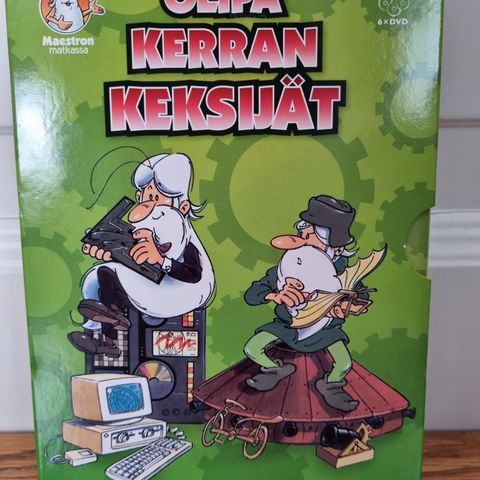 OLIPA
KERRAN
KEKSIJÄT
Maestron
matkassa
6 x DVD